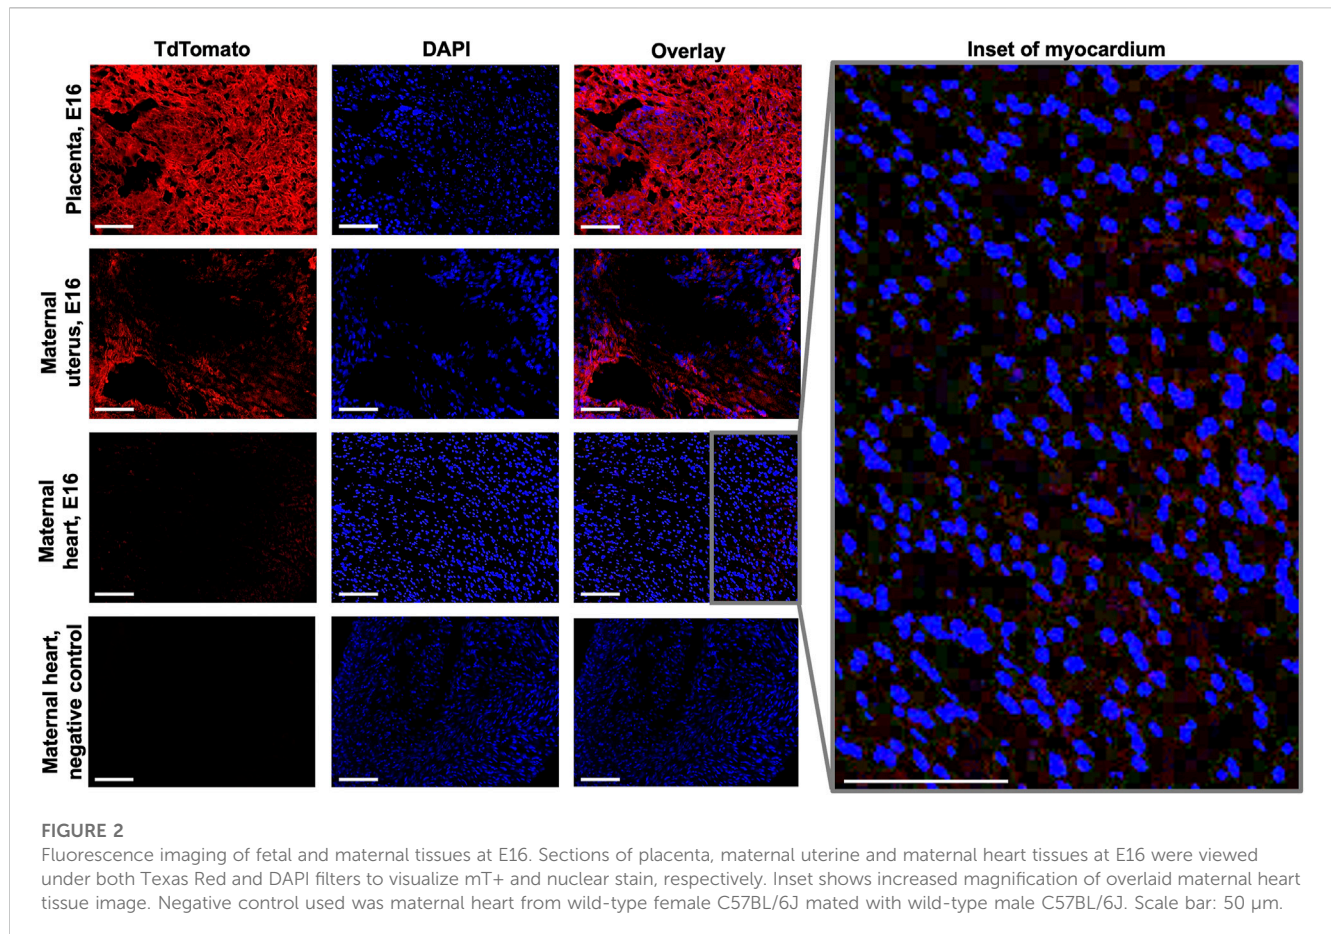 TdTomato
DAPI
Overlay
Inset of myocardium
Placenta, E16
Maternal
uterus, E16
Maternal
heart, E16
Maternal heart,
negative control
FIGURE 2
Fluorescence imaging of fetal and maternal tissues at E16. Sections of placenta, maternal uterine and maternal heart tissues at E16 were viewed
under both Texas Red and DAPI filters to visualize mT+ and nuclear stain, respectively. Inset shows increased magnification of overlaid maternal heart
tissue image. Negative control used was maternal heart from wild-type female C57BL/6J mated with wild-type male C57BL/6J. Scale bar: 50 μm.